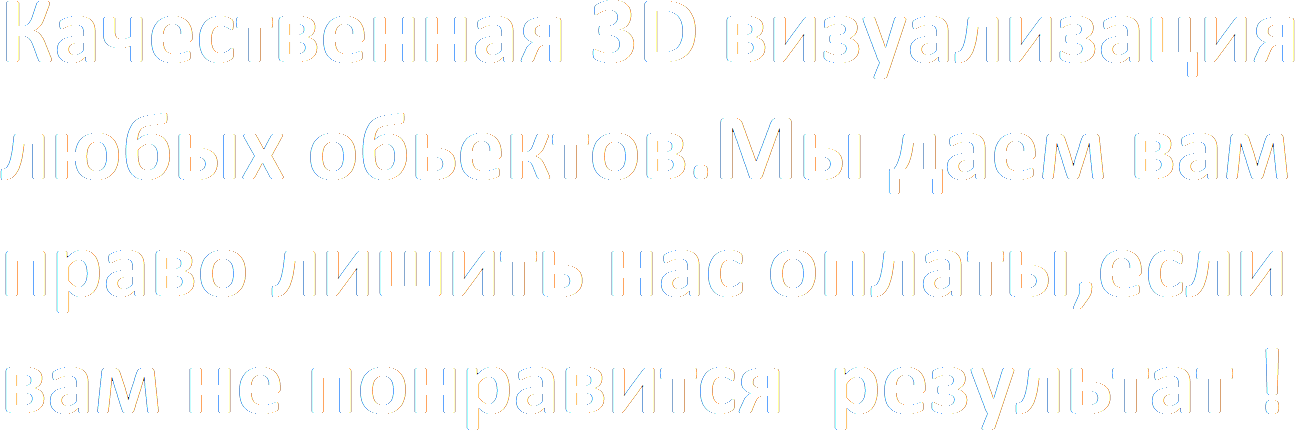 Качественная 3D визуализация
любых обьектов.Мы даем вам
право лишить нас оплаты,если
вам не понравится результат !